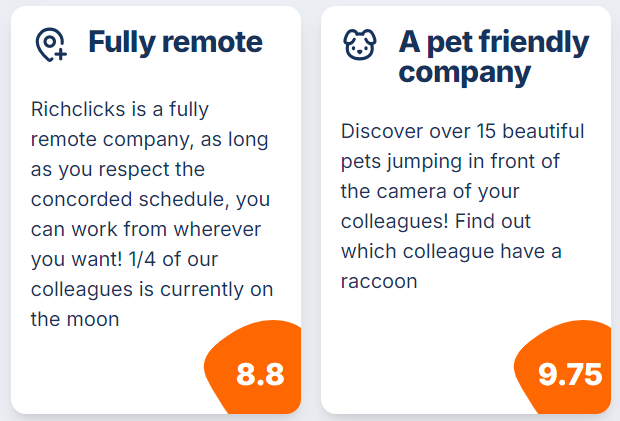 Fully remote
Richclicks is a fully
remote company, as long
as you respect the
concorded schedule, you
can work from wherever
you want! 1/4 of our
colleagues is currently on
the moon
8.8
A pet friendly
company
Discover over 15 beautiful
pets jumping in front of
the camera of your
colleagues! Find out
which colleague have a
raccoon
9.75